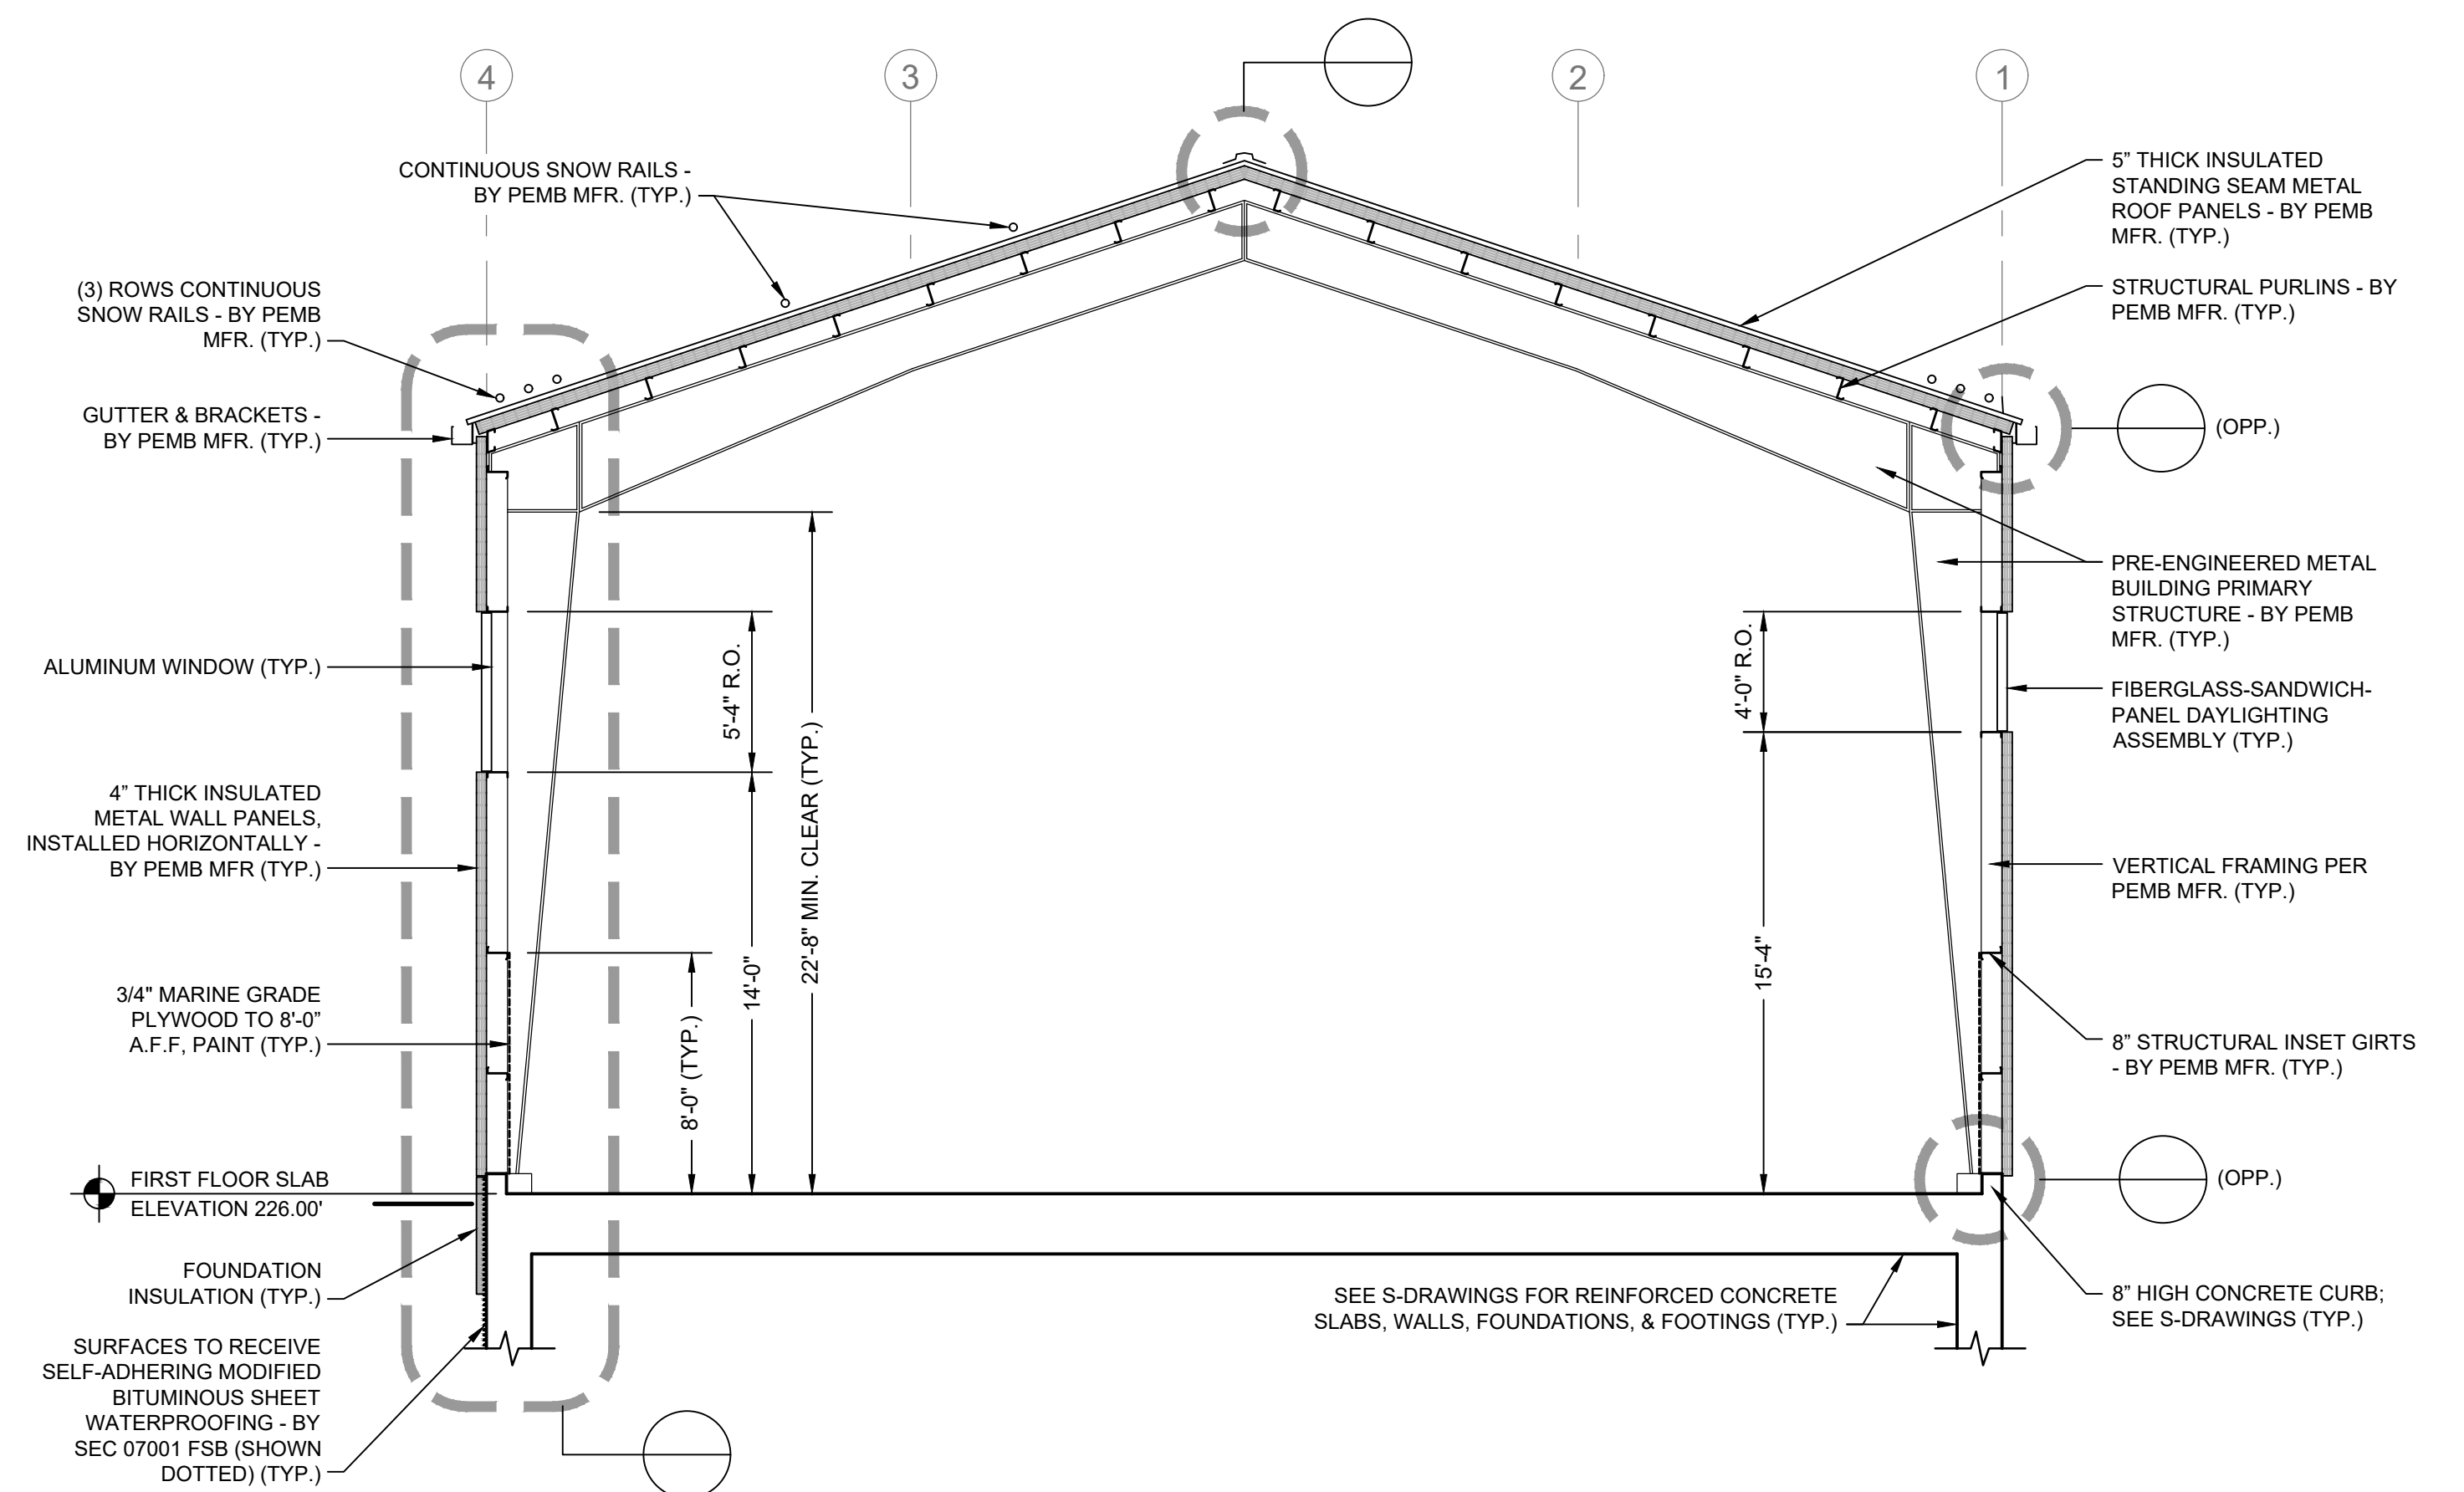 4
3
2
1
CONTINUOUS SNOW RAILS -
BY PEMB MFR. (TYP.)
(3) ROWS CONTINUOUS
SNOW RAILS - BY PEMB
MFR. (TYP.)
GUTTER & BRACKETS -
BY PEMB MFR. (TYP.)
ALUMINUM WINDOW (TYP.)
4” THICK INSULATED
METAL WALL PANELS,
INSTALLED HORIZONTALLY -
BY PEMB MFR (TYP.)
3/4" MARINE GRADE
PLYWOOD TO 8'-0”
A.F.F, PAINT (TYP.)
FIRST FLOOR SLAB
ELEVATION 226.00'
FOUNDATION
INSULATION (TYP.)
SURFACES TO RECEIVE
SELF-ADHERING MODIFIED
BITUMINOUS SHEET
WATERPROOFING - BY
SEC 07001 FSB (SHOWN
DOTTED) (TYP.)
8'-0" (TYP.)
5'-4" R.O.
14'-0"
22'-8" MIN. CLEAR (TYP.)
4'-0" R.O.
15'-4"
SEE S-DRAWINGS FOR REINFORCED CONCRETE
SLABS, WALLS, FOUNDATIONS, & FOOTINGS (TYP.)
5” THICK INSULATED
STANDING SEAM METAL
ROOF PANELS - BY PEMB
MFR. (TYP.)
STRUCTURAL PURLINS - BY
PEMB MFR. (TYP.)
(OPP.)
PRE-ENGINEERED METAL
BUILDING PRIMARY
STRUCTURE - BY PEMB
MFR. (TYP.)
FIBERGLASS-SANDWICH-
PANEL DAYLIGHTING
ASSEMBLY (TYP.)
VERTICAL FRAMING PER
PEMB MFR. (TYP.)
8” STRUCTURAL INSET GIRTS
- BY PEMB MFR. (TYP.)
(OPP.)
8” HIGH CONCRETE CURB;
SEE S-DRAWINGS (TYP.)